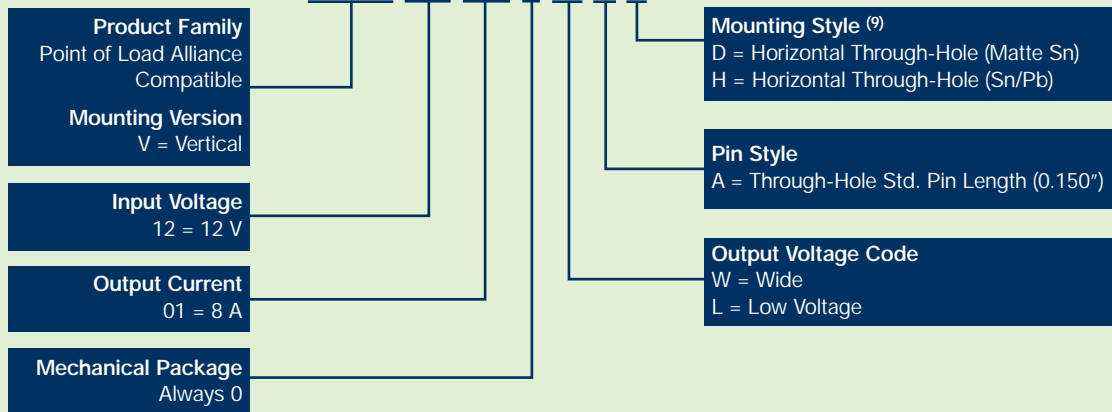 Product Family
Point of Load Alliance
Compatible
Mounting Version
V = Vertical
Input Voltage
12 = 12 V
Output Current
01 = 8 A
Mechanical Package
Always 0
Mounting Style (9)
D = Horizontal Through-Hole (Matte Sn)
H = Horizontal Through-Hole (Sn/Pb)
Pin Style
A = Through-Hole Std. Pin Length (0.150″)
Output Voltage Code
W = Wide
L = Low Voltage